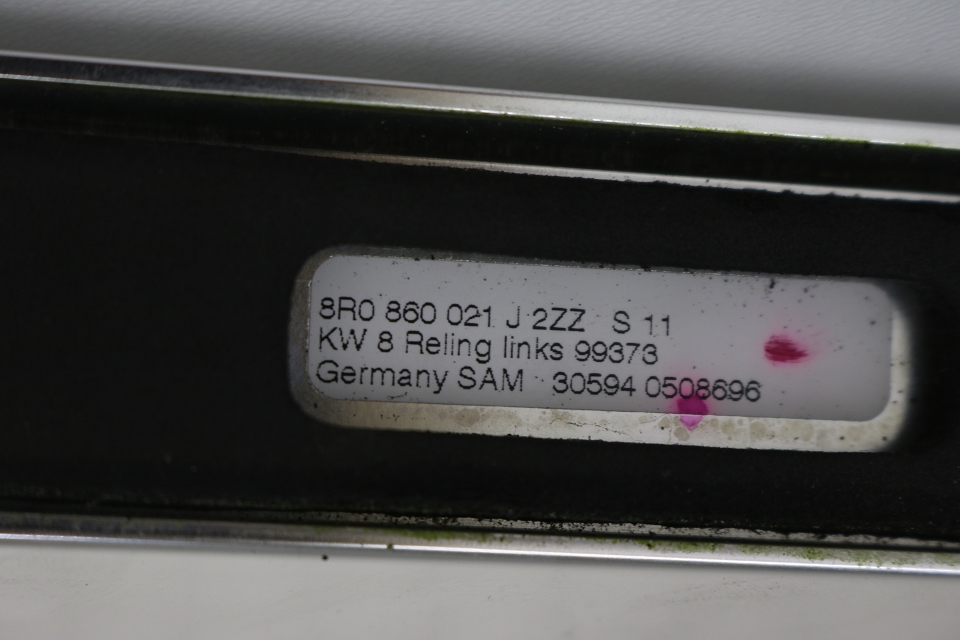 8R0 860 021 J 2ZZ S 11
KW 8 Reling links 99373
Germany SAM 30594 0508696